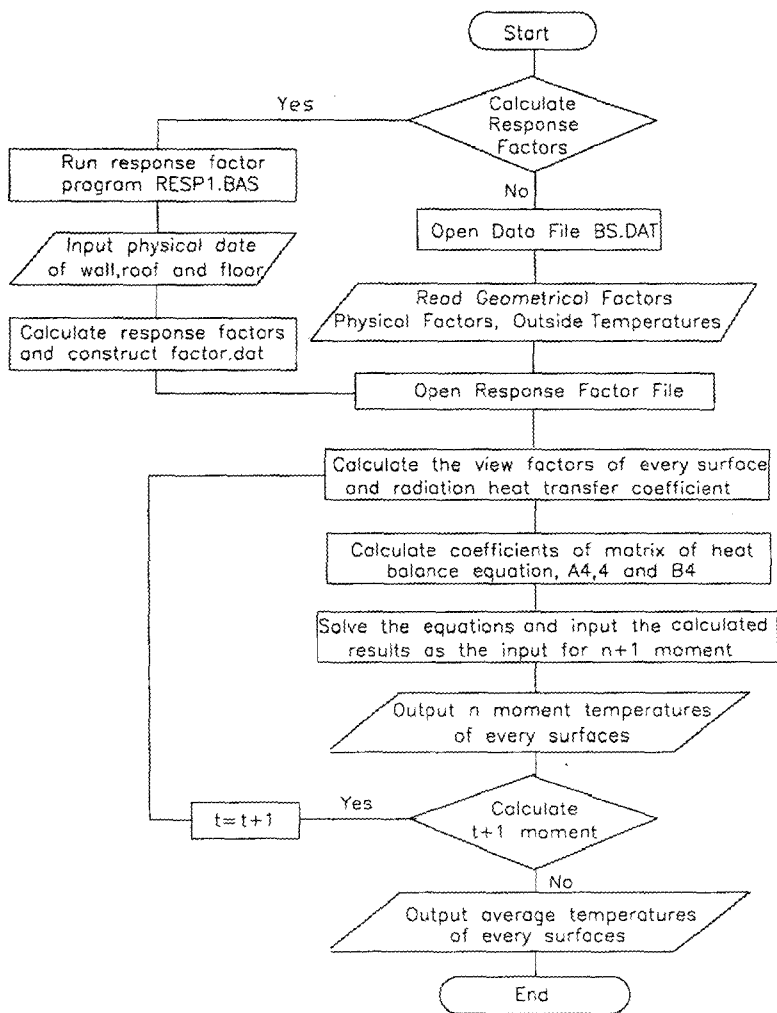 Start
Calculate
Response
Factors
Yes
Run response factor
program RESP1.BAS
No
Input physical date
of wall,roof and floor
Open Data File BS.DAT
Read Geometrical Factors
Physical Factors, Outside Temperatures
Calculate response factors
and construct factor.dat
Open Response Factor File
Calculate the view factors of every surface
and radiation heat transfer coefficient
Calculate coefficients of matrix of heat
balance equation, A4,4 and B4
Solve the equations and input the calculated
results as the input for n+1 moment
Output n moment temperatures
of every surfaces
Calculate
t+1 moment
Yes
t=t+1
No
Output average temperatures
of every surfaces
End